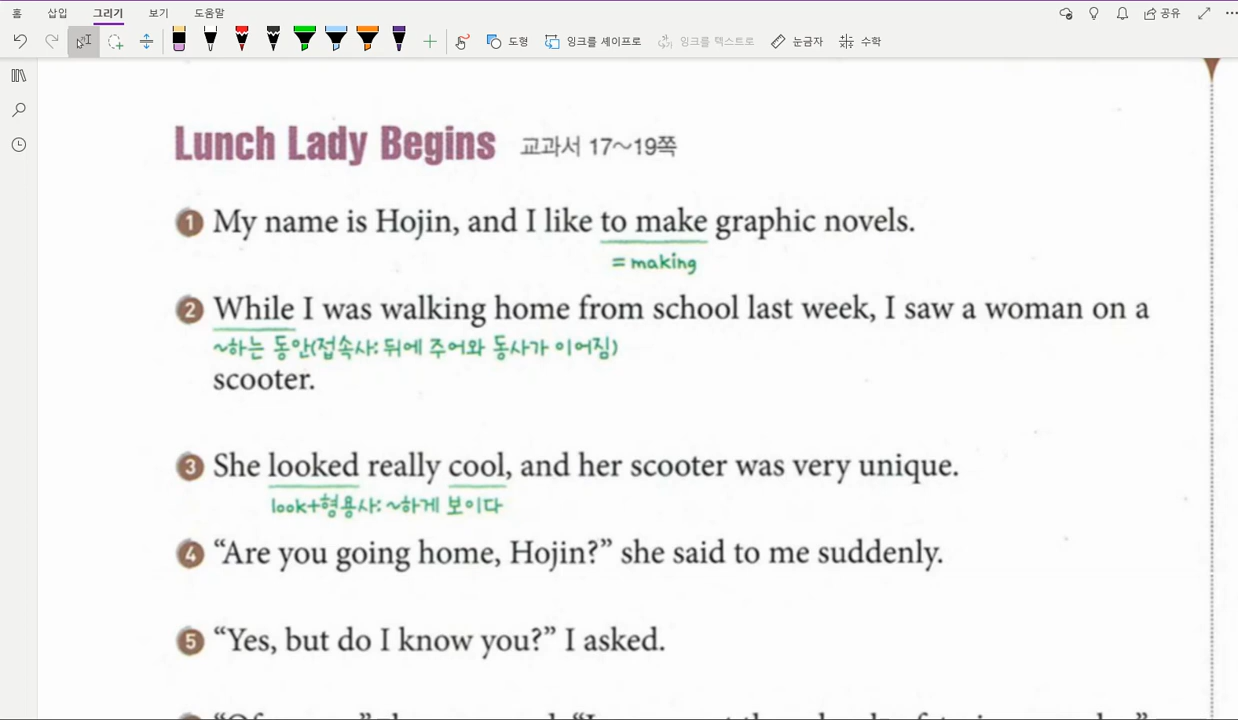 홈 삽입 그리기 보기 도움말 공유
도형 잉크를 셰이프로 잉크를 텍스트로 눈금자 수학
Lunch Lady Begins 교과서 17~19쪽
1 My name is Hojin, and I like to make graphic novels.
= making
2 While I was walking home from school last week, I saw a woman on a
~하는 동안(접속사: 뒤에 주어와 동사가 이어짐)
scooter.
3 She looked really cool, and her scooter was very unique.
look+형용사: ~하게 보이다
4 “Are you going home, Hojin?” she said to me suddenly.
5 “Yes, but do I know you?” I asked.